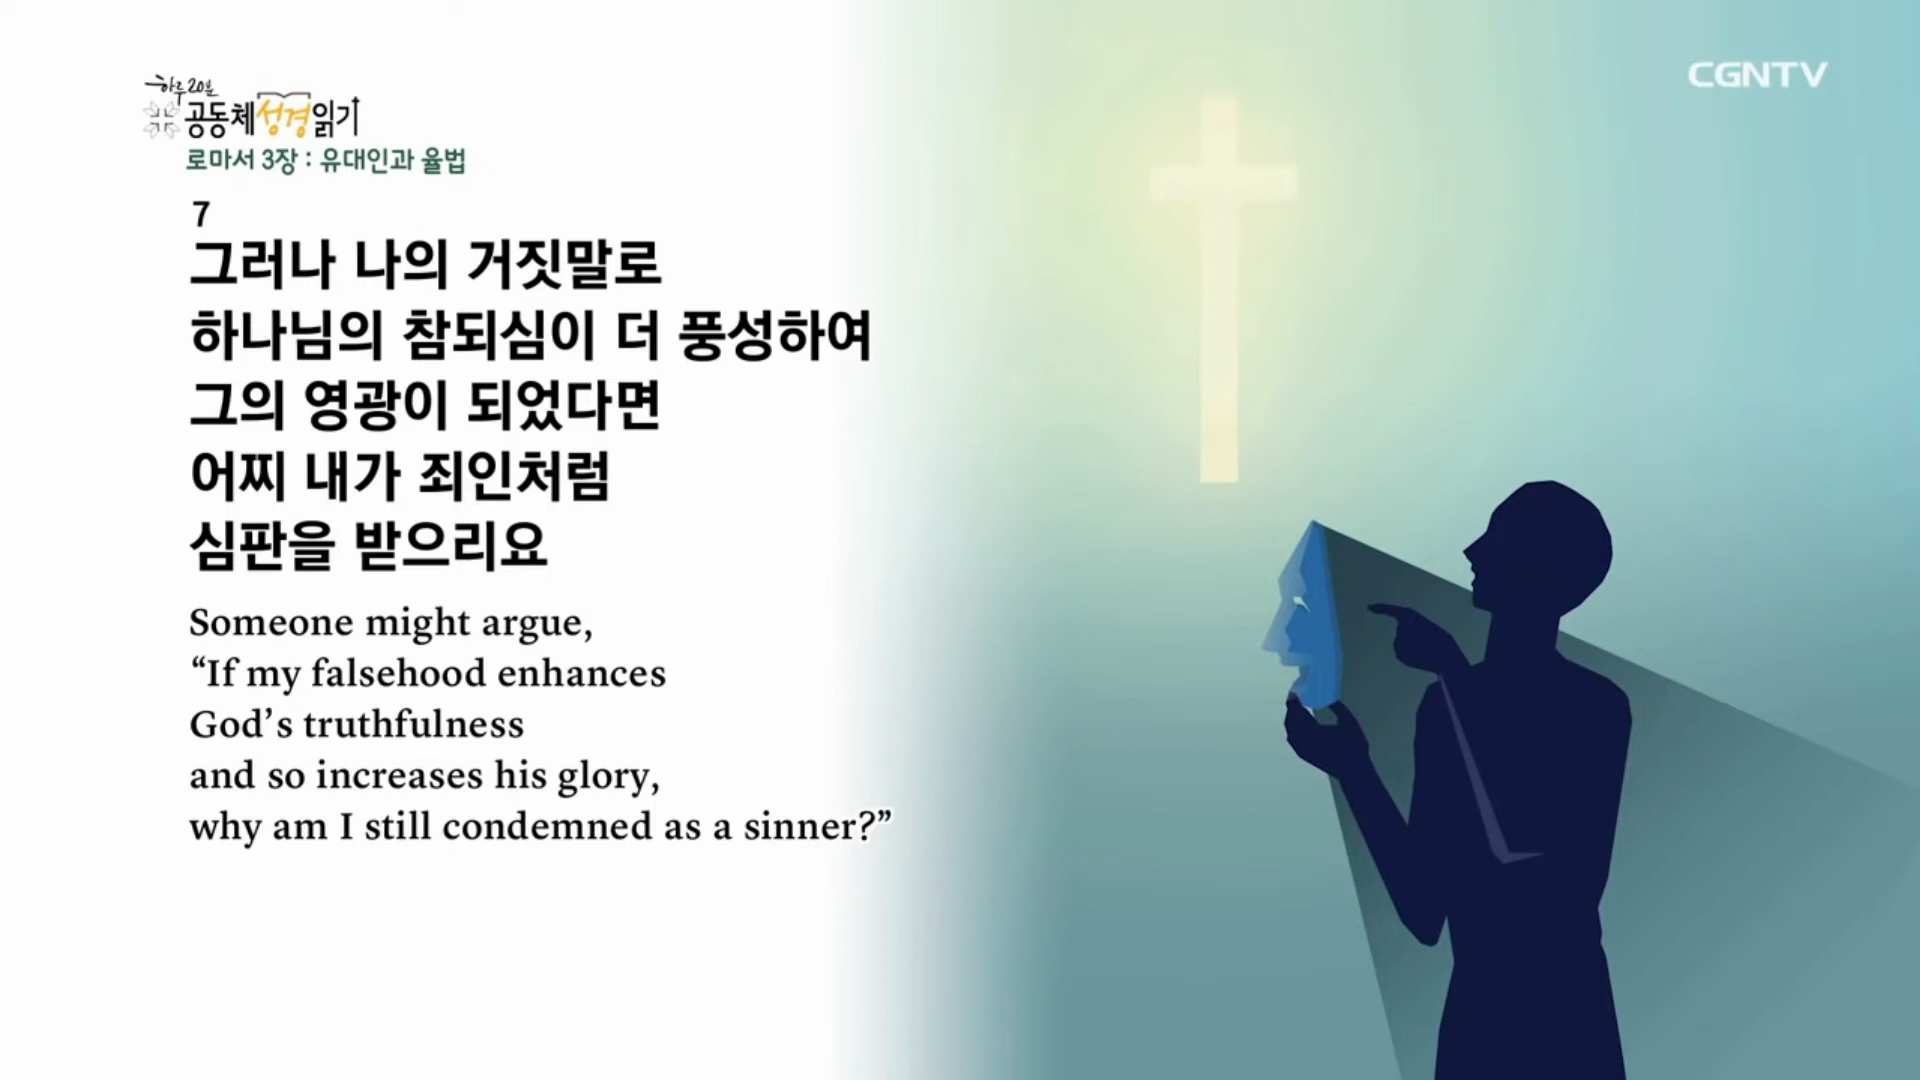 하루 20분
공동체성경읽기
CGNTV
로마서 3장 : 유대인과 율법
7
그러나 나의 거짓말로
하나님의 참되심이 더 풍성하여
그의 영광이 되었다면
어찌 내가 죄인처럼
심판을 받으리요
Someone might argue,
“If my falsehood enhances
God’s truthfulness
and so increases his glory,
why am I still condemned as a sinner?”